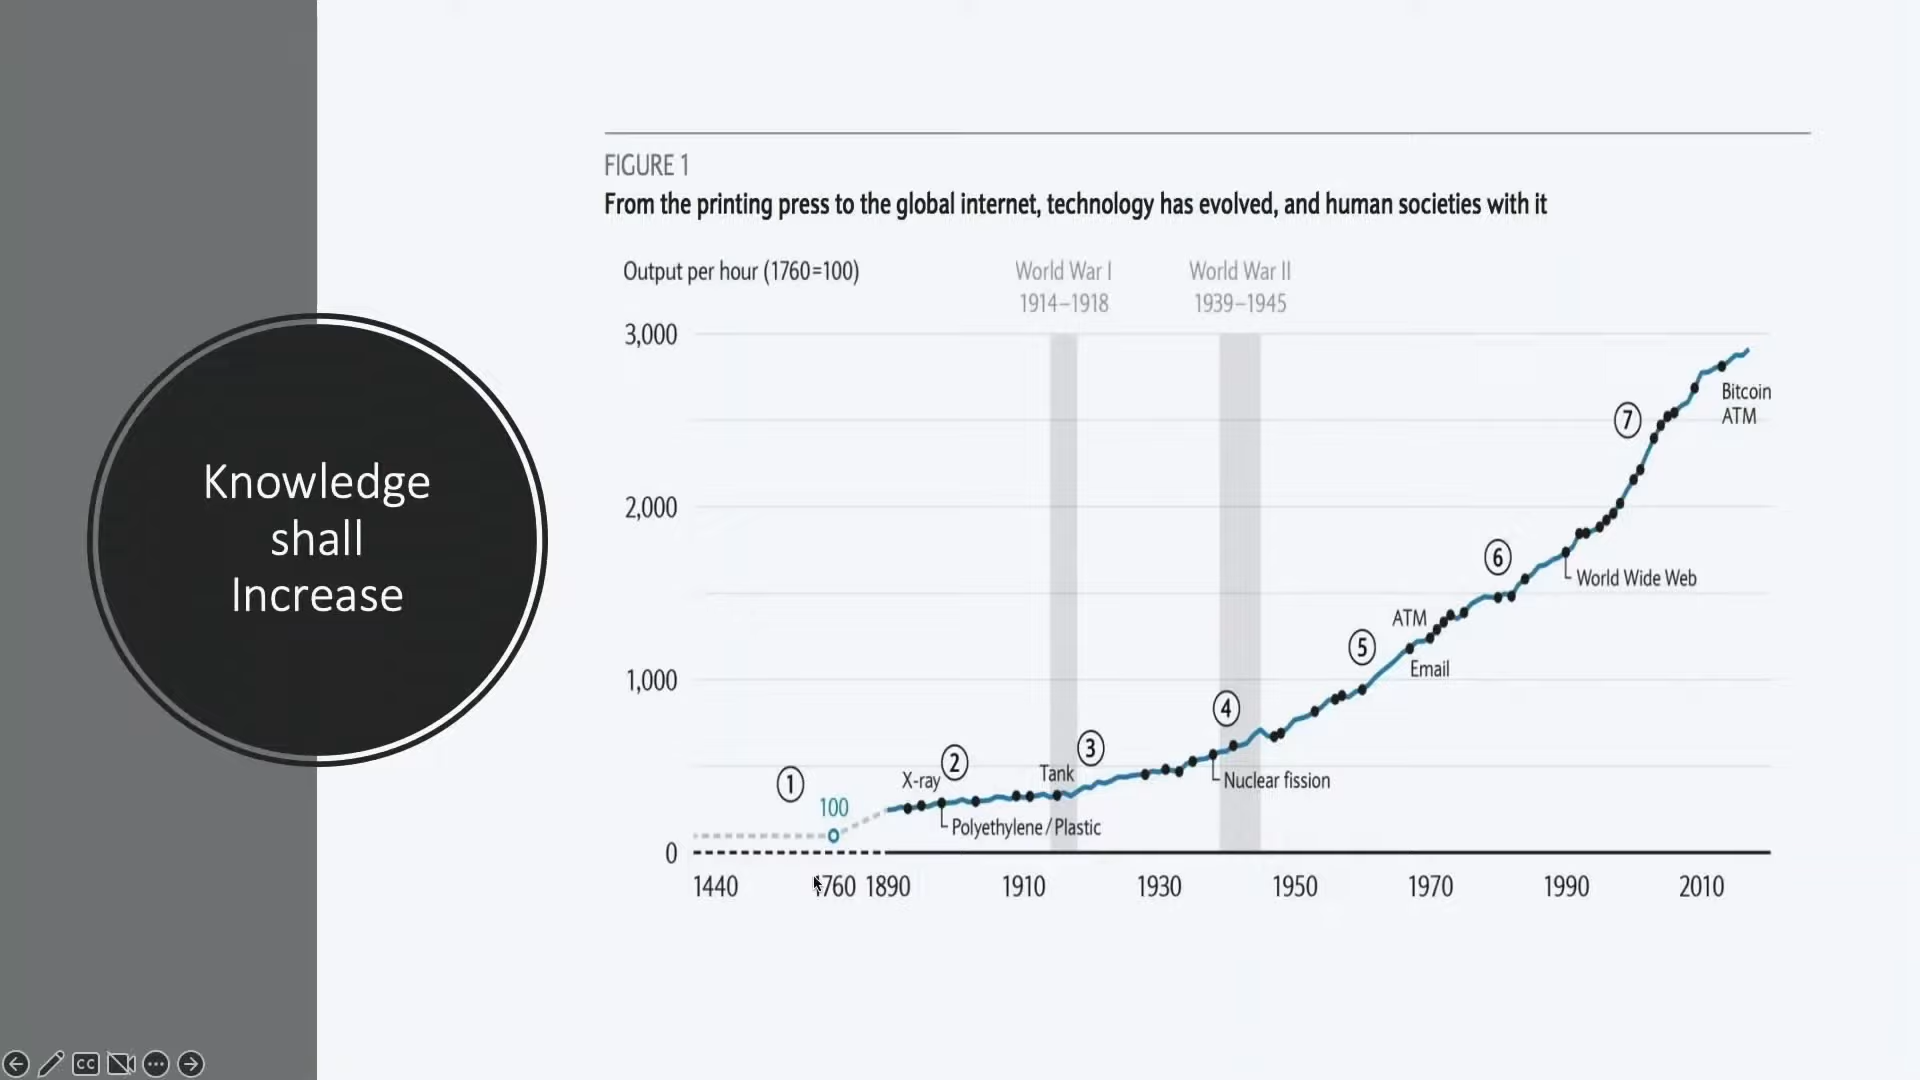 Knowledge
shall
Increase
FIGURE 1
From the printing press to the global internet, technology has evolved, and human societies with it
Output per hour (1760=100)
World War I
1914–1918
World War II
1939–1945
3,000
2,000
1,000
0
1
100
X-ray
2
Polyethylene / Plastic
Tank
3
4
Nuclear fission
5
ATM
Email
6
World Wide Web
7
Bitcoin
ATM
1440
1760
1890
1910
1930
1950
1970
1990
2010
CC